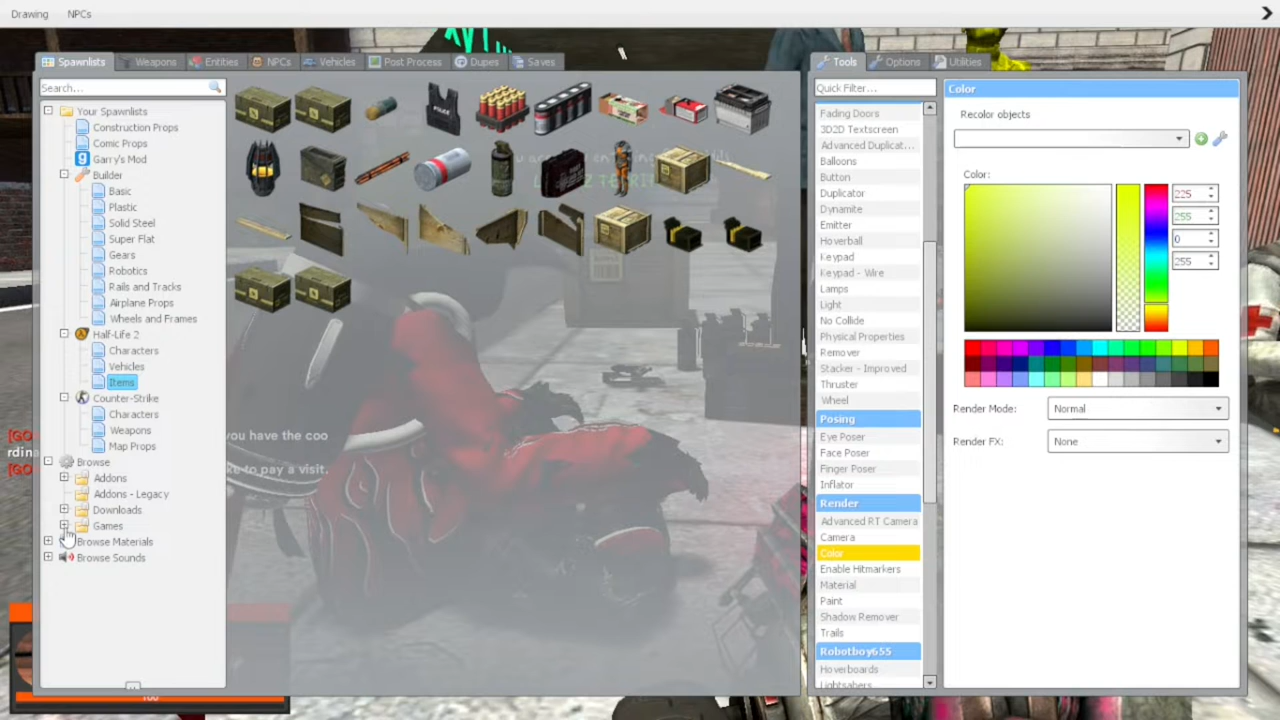 Drawing NPCs
Spawnlists Weapons Entities NPCs Vehicles Post Process Dupes Saves
Search...
Your Spawnlists
Construction Props
Comic Props
Garry's Mod
Builder
Basic
Plastic
Solid Steel
Super Flat
Gears
Robotics
Rails and Tracks
Airplane Props
Wheels and Frames
Half-Life 2
Characters
Vehicles
Items
Counter-Strike
Characters
Weapons
Map Props
Browse
Addons
Addons - Legacy
Downloads
Games
Browse Materials
Browse Sounds
POLICE
you have the coo
rdina
ke to pay a visit.
100
Tools Options Utilities
Quick Filter...
Fading Doors
3D2D Textscreen
Advanced Duplicat...
Balloons
Button
Duplicator
Dynamite
Emitter
Hoverball
Keypad
Keypad - Wire
Lamps
Light
No Collide
Physical Properties
Remover
Stacker - Improved
Thruster
Wheel
Posing
Eye Poser
Face Poser
Finger Poser
Inflator
Render
Advanced RT Camera
Camera
Color
Enable Hitmarkers
Material
Paint
Shadow Remover
Trails
Robotboy655
Hoverboards
Lightsabers
Color
Recolor objects
Color:
225
255
0
255
Render Mode: Normal
Render FX: None